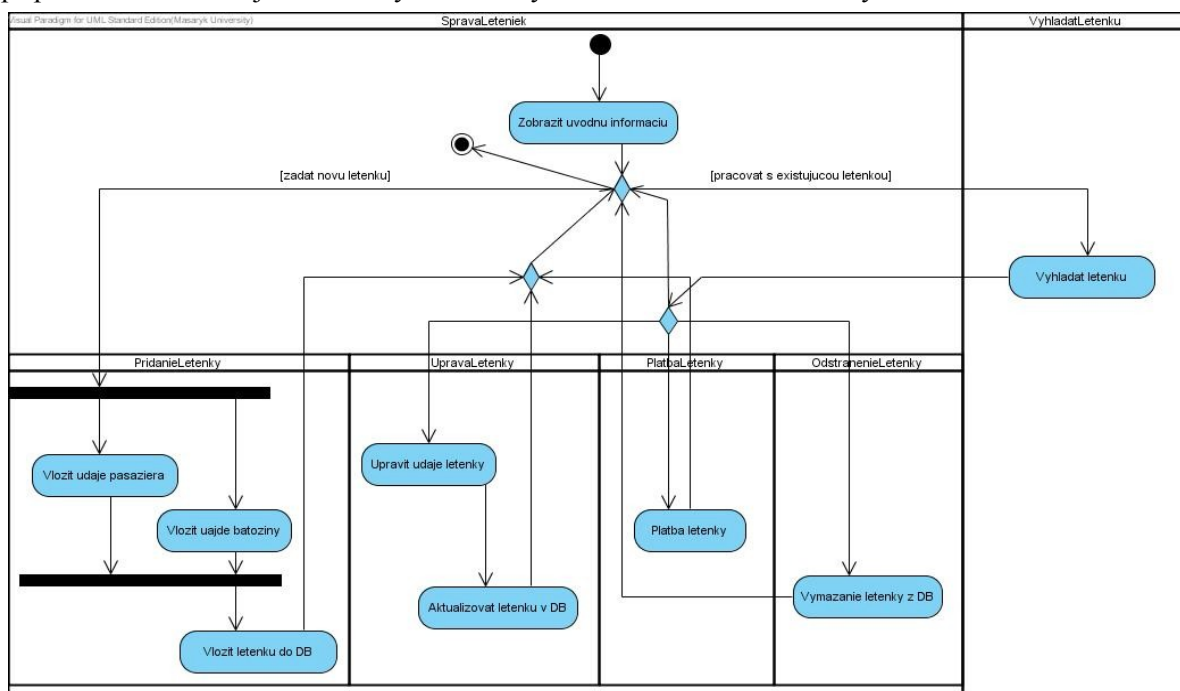 Visual Paradigm for UML Standard Edition(Masaryk University)
SpravaLeteniek
VyhladatLetenku
Zobrazit uvodnu informaciu
[zadat novu letenku]
[pracovat s existujucou letenkou]
Vyhladat letenku
PridanieLetenky
UpravaLetenky
PlatbaLetenky
OdstranenieLetenky
Vlozit udaje pasaziera
Upravit udaje letenky
Vlozit uajde batoziny
Platba letenky
Aktualizovat letenku v DB
Vymazanie letenky z DB
Vlozit letenku do DB